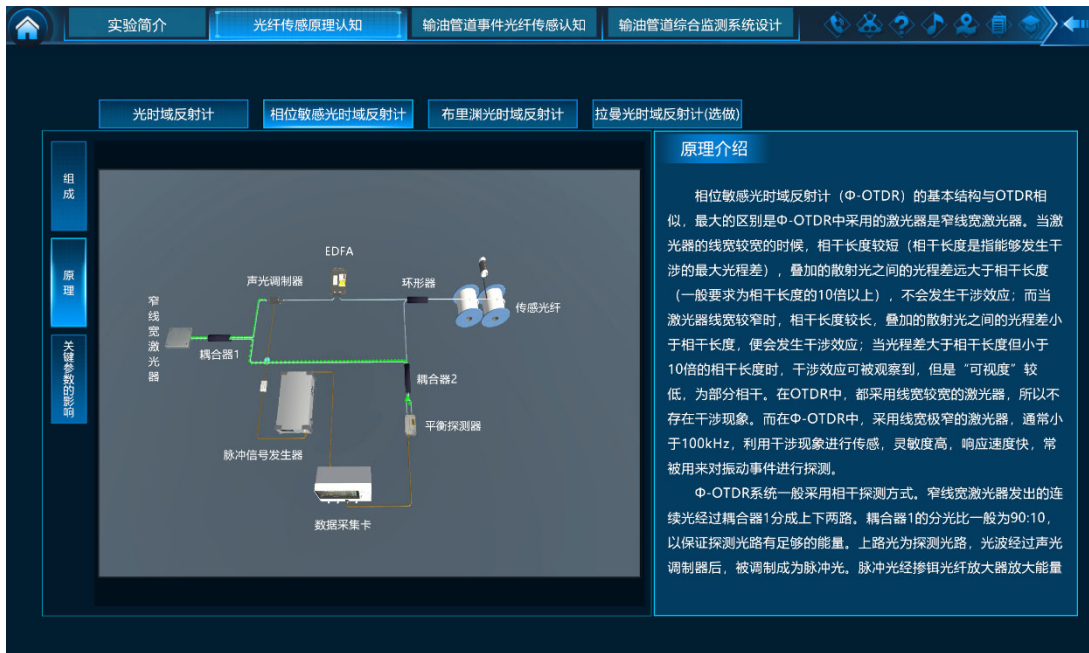 实验简介
光纤传感原理认知
输油管道事件光纤传感认知
输油管道综合监测系统设计
光时域反射计
相位敏感光时域反射计
布里渊光时域反射计
拉曼光时域反射计(选做)
组成
原理
关键参数的影响
EDFA
声光调制器
环形器
传感光纤
窄线宽激光器
耦合器1
耦合器2
平衡探测器
脉冲信号发生器
数据采集卡
原理介绍
相位敏感光时域反射计（Φ-OTDR）的基本结构与OTDR相
似，最大的区别是Φ-OTDR中采用的激光器是窄线宽激光器。当激
光器的线宽较宽的时候，相干长度较短（相干长度是指能够发生干
涉的最大光程差），叠加的散射光之间的光程差远大于相干长度
（一般要求为相干长度的10倍以上），不会发生干涉效应；而当
激光器线宽较窄时，相干长度较长，叠加的散射光之间的光程差小
于相干长度，便会发生干涉效应；当光程差大于相干长度但小于
10倍的相干长度时，干涉效应可被观察到，但是“可视度”较
低，为部分相干。在OTDR中，都采用线宽较宽的激光器，所以不
存在干涉现象。而在Φ-OTDR中，采用线宽极窄的激光器，通常小
于100kHz，利用干涉现象进行传感，灵敏度高，响应速度快，常
被用来对振动事件进行探测。
Φ-OTDR系统一般采用相干探测方式。窄线宽激光器发出的连
续光经过耦合器1分成上下两路。耦合器1的分光比一般为90:10，
以保证探测光路有足够的能量。上路光为探测光路，光波经过声光
调制器后，被调制成为脉冲光。脉冲光经掺铒光纤放大器放大能量